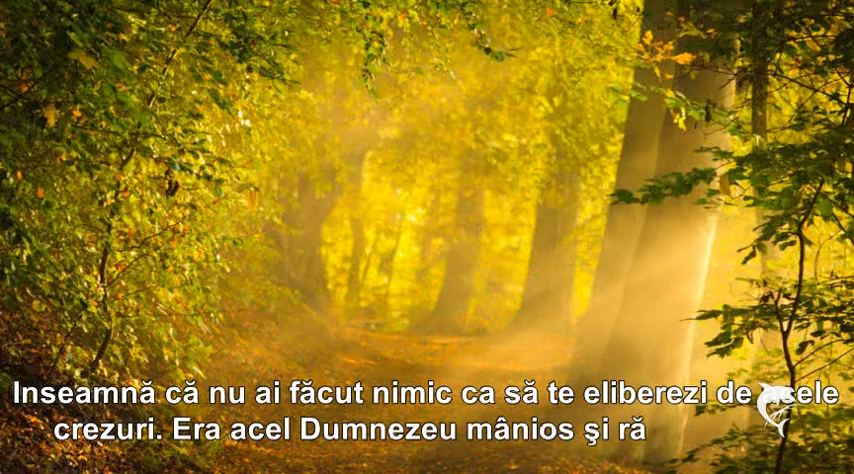 Inseamnă că nu ai făcut nimic ca să te eliberezi de acele
crezuri. Era acel Dumnezeu mânios şi ră